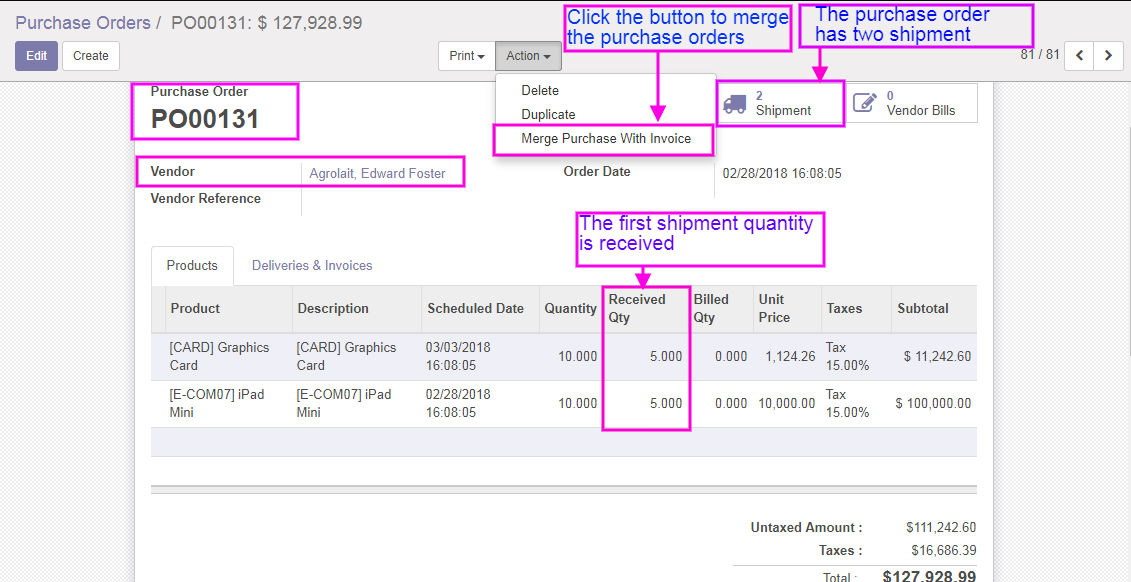 Purchase Orders / PO00131: $ 127,928.99
Click the button to merge
the purchase orders
The purchase order
has two shipment
Edit Create
Print Action
81 / 81
Delete
Duplicate
Merge Purchase With Invoice
2
Shipment
0
Vendor Bills
Purchase Order
PO00131
Vendor Agrolait, Edward Foster
Order Date 02/28/2018 16:08:05
Vendor Reference
The first shipment quantity
is received
Products Deliveries & Invoices
Product Description Scheduled Date Quantity Received Qty Billed Qty Unit Price Taxes Subtotal
[CARD] Graphics Card [CARD] Graphics Card 03/03/2018 16:08:05 10.000 5.000 0.000 1,124.26 Tax 15.00% $ 11,242.60
[E-COM07] iPad Mini [E-COM07] iPad Mini 02/28/2018 16:08:05 10.000 5.000 0.000 10,000.00 Tax 15.00% $ 100,000.00
Untaxed Amount : $111,242.60
Taxes : $16,686.39
Total : $127,928.99